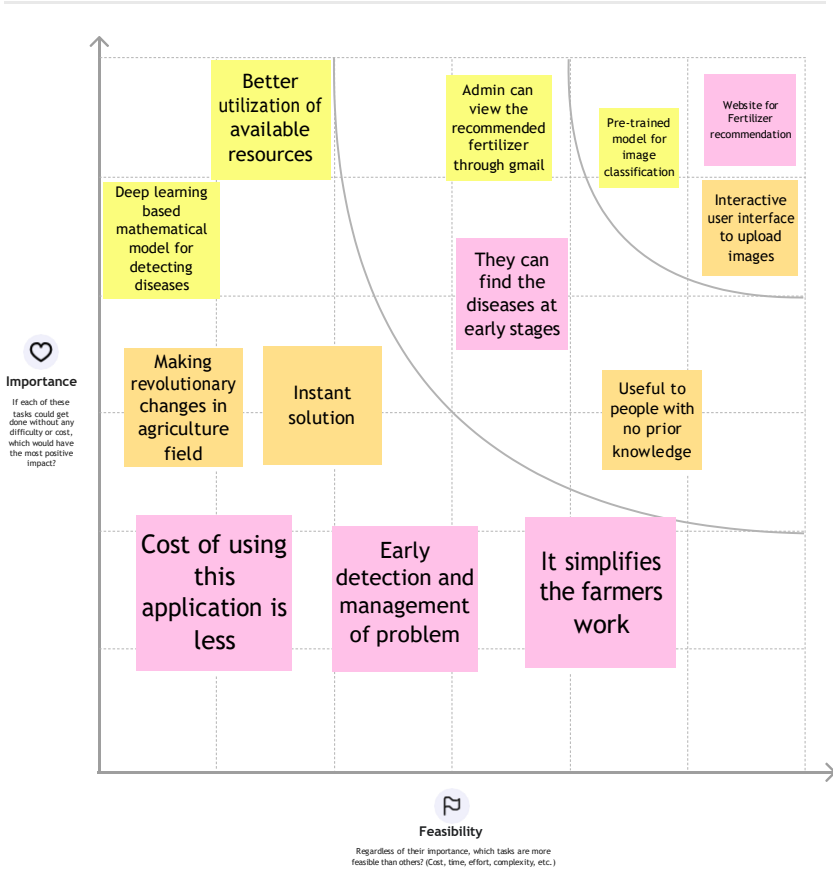 Better
utilization of
available
resources
Admin can
view the
recommended
fertilizer
through gmail
Pre-trained
model for
image
classification
Website for
Fertilizer
recommendation
Deep learning
based
mathematical
model for
detecting
diseases
Interactive
user interface
to upload
images
They can
find the
diseases at
early stages
Importance
If each of these
tasks could get
done without any
difficulty or cost,
which would have
the most positive
impact?
Making
revolutionary
changes in
agriculture
field
Instant
solution
Useful to
people with
no prior
knowledge
Cost of using
this
application is
less
Early
detection and
management
of problem
It simplifies
the farmers
work
Feasibility
Regardless of their importance, which tasks are more
feasible than others? (Cost, time, effort, complexity, etc.)